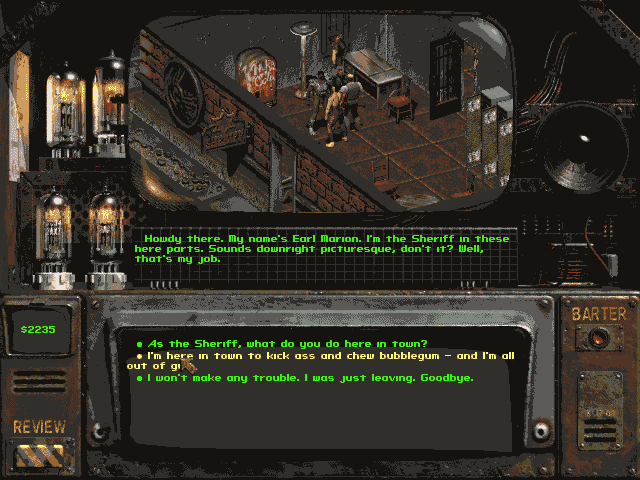 Howdy there. My name's Earl Marion. I'm the Sheriff in these
here parts. Sounds downright picturesque, don't it? Well,
that's my job.
$2235
BARTER
• As the Sheriff, what do you do here in town?
• I'm here in town to kick ass and chew bubblegum - and I'm all
out of
• I won't make any trouble. I was just leaving. Goodbye.
REVIEW